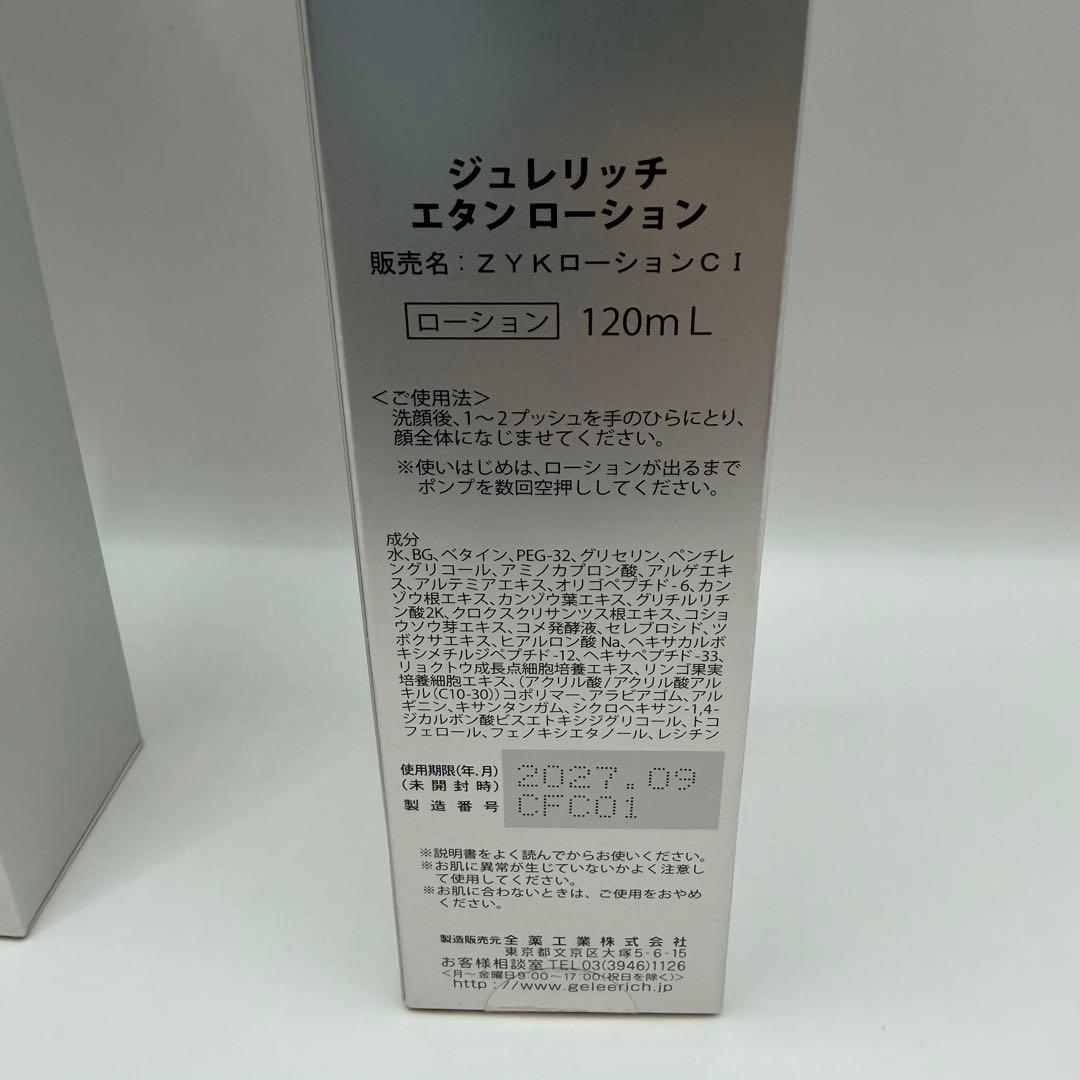 ジュレリッチ
エタン ローション
販売名：ＺＹＫローションＣＩ
ローション 120mL
＜ご使用法＞
洗顔後、1～2プッシュを手のひらにとり、
顔全体になじませてください。
※使いはじめは、ローションが出るまで
ポンプを数回空押ししてください。
成分
水、BG、ベタイン、PEG-32、グリセリン、ペンチレ
ングリコール、アミノカプロン酸、アルゲエキ
ス、アルテミアエキス、オリゴペプチド-6、カン
ゾウ根エキス、カンゾウ葉エキス、グリチルリチ
ン酸2K、クロクスクリサンツス根エキス、コショ
ウソウ芽エキス、コメ発酵液、セレブロシド、ツ
ボクサエキス、ヒアルロン酸Na、ヘキサカルボ
キシメチルジペプチド-12、ヘキサペプチド-33、
リョクトウ成長点細胞培養エキス、リンゴ果実
培養細胞エキス、（アクリル酸/アクリル酸アル
キル（C10-30））コポリマー、アラビアゴム、アル
ギニン、キサンタンガム、シクロヘキサン-1,4-
ジカルボン酸ビスエトキシジグリコール、トコ
フェロール、フェノキシエタノール、レシチン
使用期限（年.月） 2027.09
（未開封時）
製造番号 CFC01
※説明書をよく読んでからお使いください。
※お肌に異常が生じていないかよく注意し
て使用してください。
※お肌に合わないときは、ご使用をおやめ
ください。
製造販売元 全薬工業株式会社
東京都文京区大塚5-6-15
お客様相談室 TEL 03(3946)1126
＜月～金曜日9:00～17:00(祝日を除く)＞
http://www.geleerich.jp